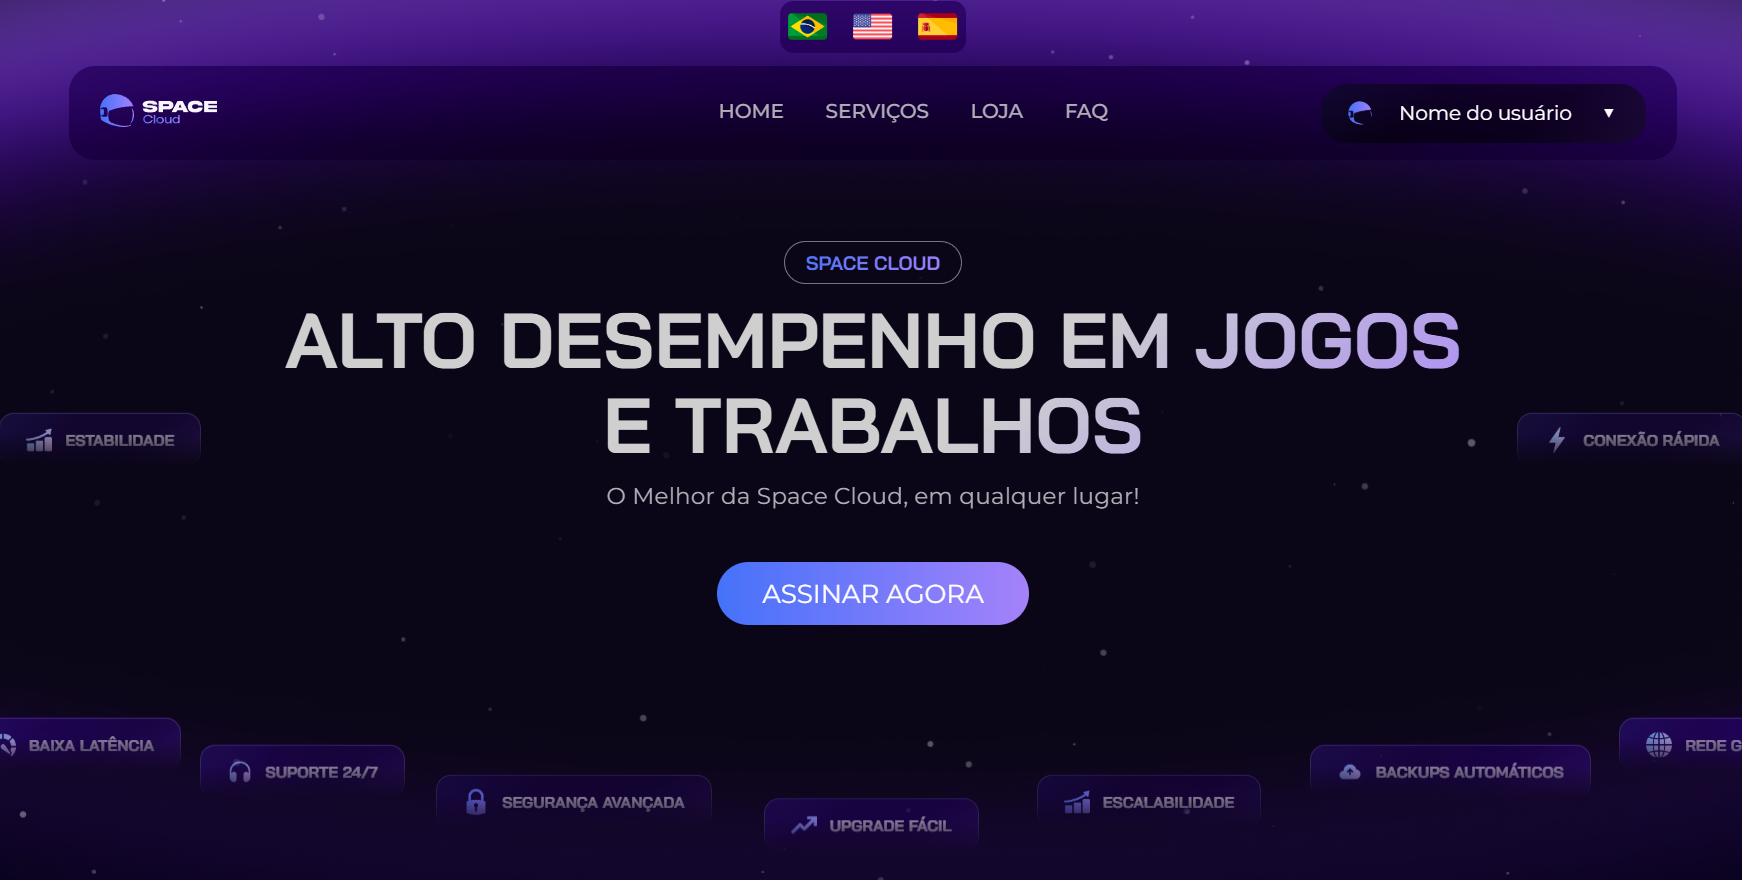 SPACE
Cloud
HOME SERVIÇOS LOJA FAQ
Nome do usuário ▼
SPACE CLOUD
ALTO DESEMPENHO EM JOGOS
E TRABALHOS
ESTABILIDADE
CONEXÃO RÁPIDA
O Melhor da Space Cloud, em qualquer lugar!
ASSINAR AGORA
BAIXA LATÊNCIA
SUPORTE 24/7
SEGURANÇA AVANÇADA
UPGRADE FÁCIL
ESCALABILIDADE
BACKUPS AUTOMÁTICOS
REDE G